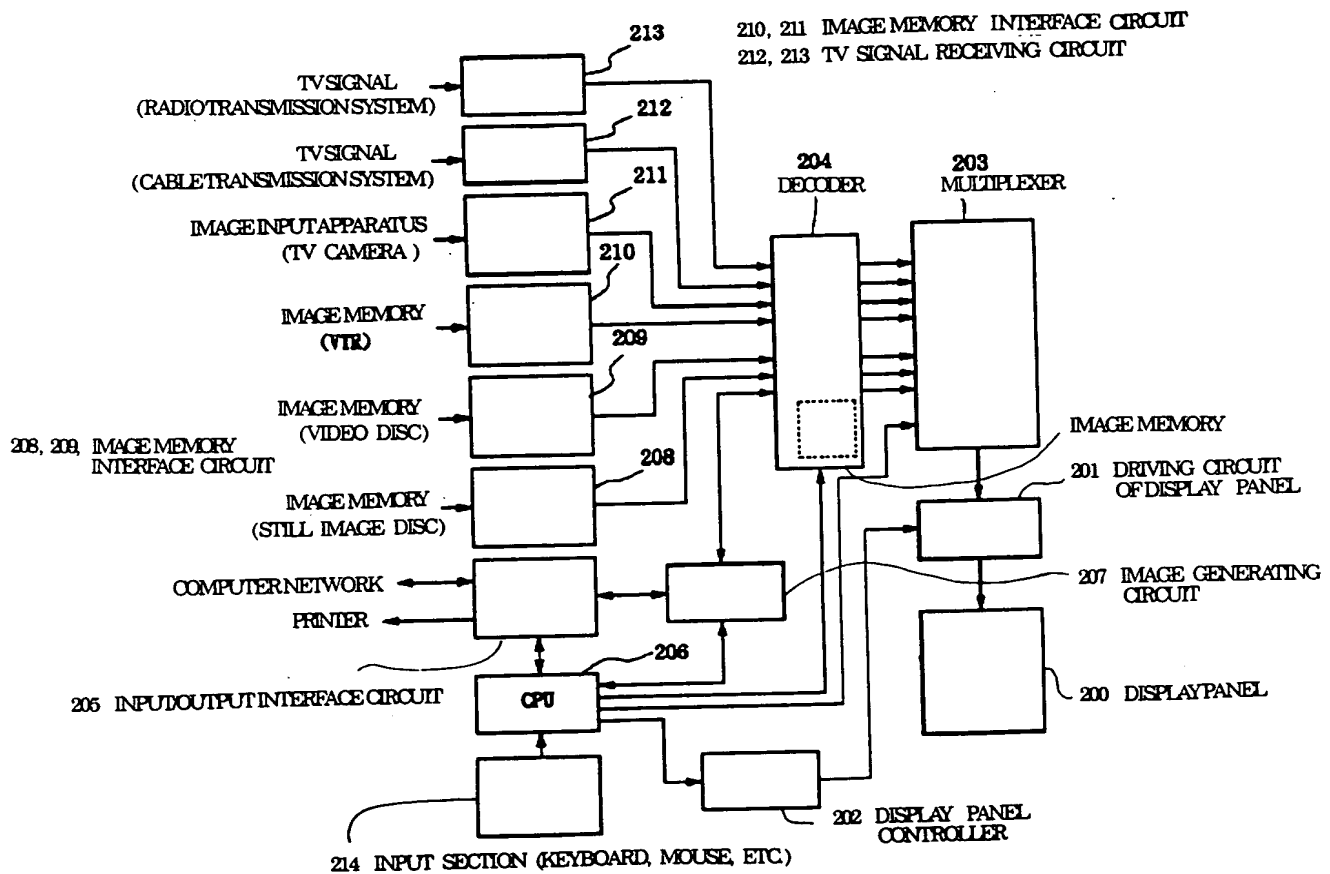 210, 211 IMAGE MEMORY INTERFACE CIRCUIT
212, 213 TV SIGNAL RECEIVING CIRCUIT
213
TV SIGNAL
(RADIO TRANSMISSION SYSTEM)
212
TV SIGNAL
(CABLE TRANSMISSION SYSTEM)
211
IMAGE INPUT APPARATUS
(TV CAMERA)
210
IMAGE MEMORY
(VTR)
209
IMAGE MEMORY
(VIDEO DISC)
208, 209, IMAGE MEMORY
INTERFACE CIRCUIT
208
IMAGE MEMORY
(STILL IMAGE DISC)
204
DECODER
203
MULTIPLEXER
IMAGE MEMORY
201 DRIVING CIRCUIT
OF DISPLAY PANEL
COMPUTER NETWORK
PRINTER
207 IMAGE GENERATING
CIRCUIT
206
CPU
205 INPUT/OUTPUT INTERFACE CIRCUIT
200 DISPLAY PANEL
202 DISPLAY PANEL
CONTROLLER
214 INPUT SECTION (KEYBOARD, MOUSE, ETC.)